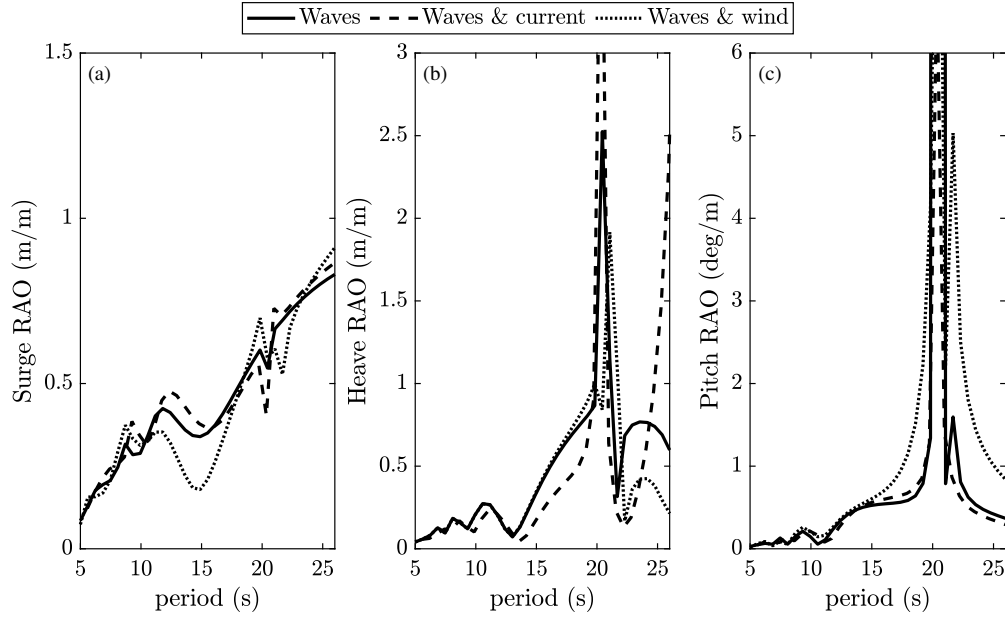 Waves Waves & current Waves & wind
(a)
1.5
1
0.5
0
Surge RAO (m/m)
5 10 15 20 25
period (s)
(b)
3
2.5
2
1.5
1
0.5
0
Heave RAO (m/m)
5 10 15 20 25
period (s)
(c)
6
5
4
3
2
1
0
Pitch RAO (deg/m)
5 10 15 20 25
period (s)